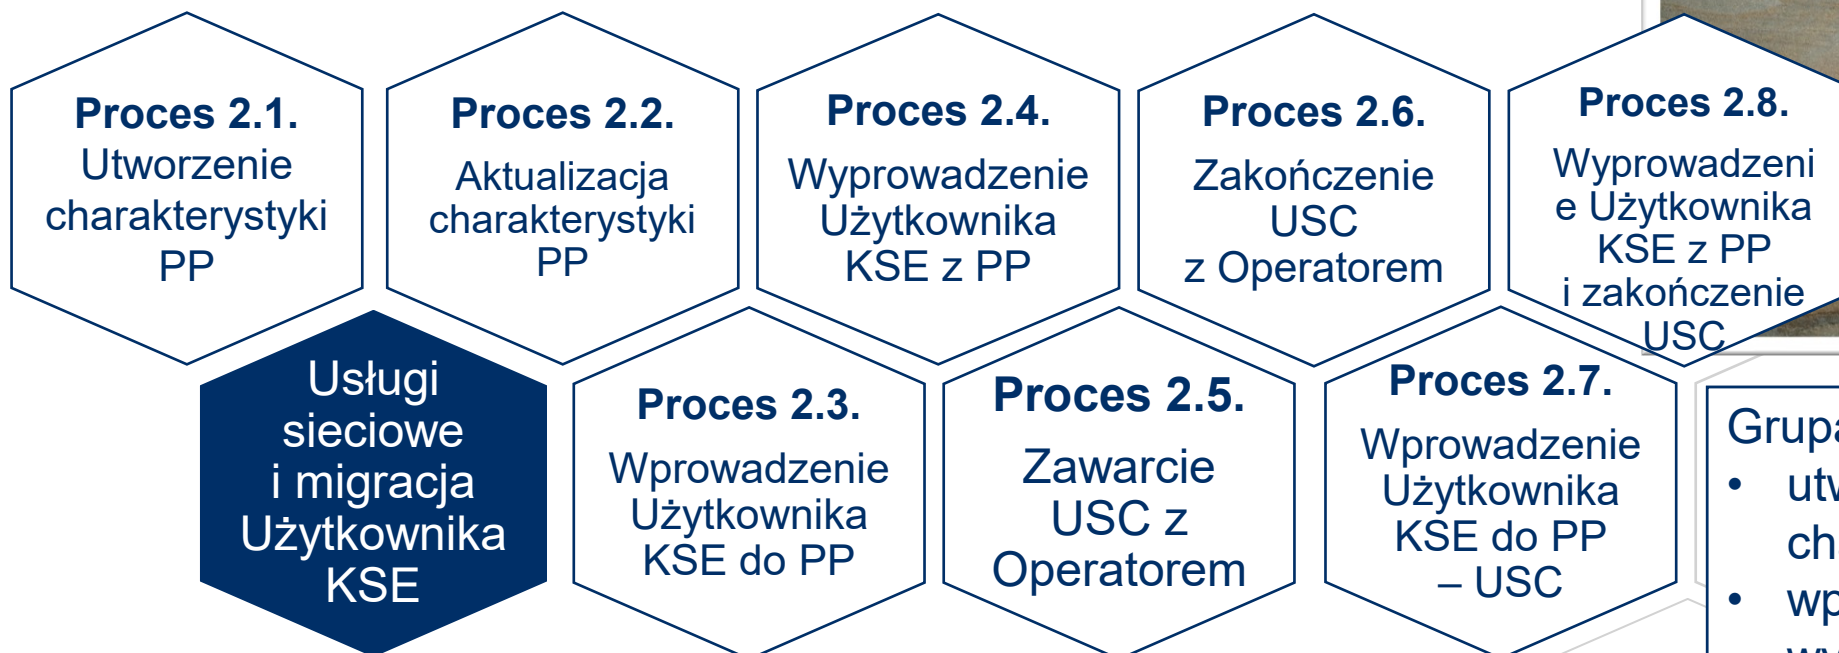 Proces 2.1.
Utworzenie
charakterystyki
PP
Proces 2.2.
Aktualizacja
charakterystyki
PP
Proces 2.4.
Wyprowadzenie
Użytkownika
KSE z PP
Proces 2.6.
Zakończenie
USC
z Operatorem
Proces 2.8.
Wyprowadzeni
e Użytkownika
KSE z PP
i zakończenie
USC
Usługi
sieciowe
i migracja
Użytkownika
KSE
Proces 2.3.
Wprowadzenie
Użytkownika
KSE do PP
Proces 2.5.
Zawarcie
USC z
Operatorem
Proces 2.7.
Wprowadzenie
Użytkownika
KSE do PP
– USC